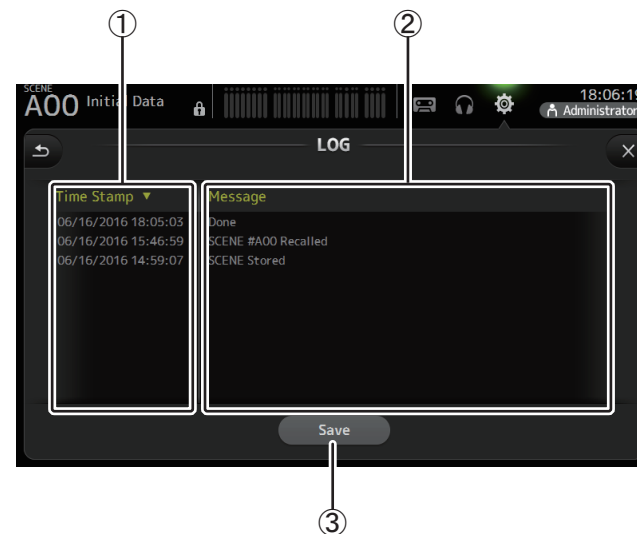 ① ②
SCENE
A00 Initial Data 18:06:19
Administrator
LOG
Time Stamp ▼ Message
06/16/2016 18:05:03 Done
06/16/2016 15:46:59 SCENE #A00 Recalled
06/16/2016 14:59:07 SCENE Stored
Save
③